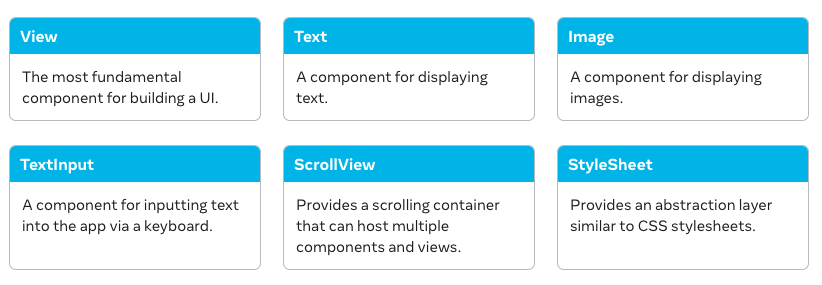 View
The most fundamental
component for building a UI.
Text
A component for displaying
text.
Image
A component for displaying
images.
TextInput
A component for inputting text
into the app via a keyboard.
ScrollView
Provides a scrolling container
that can host multiple
components and views.
StyleSheet
Provides an abstraction layer
similar to CSS stylesheets.